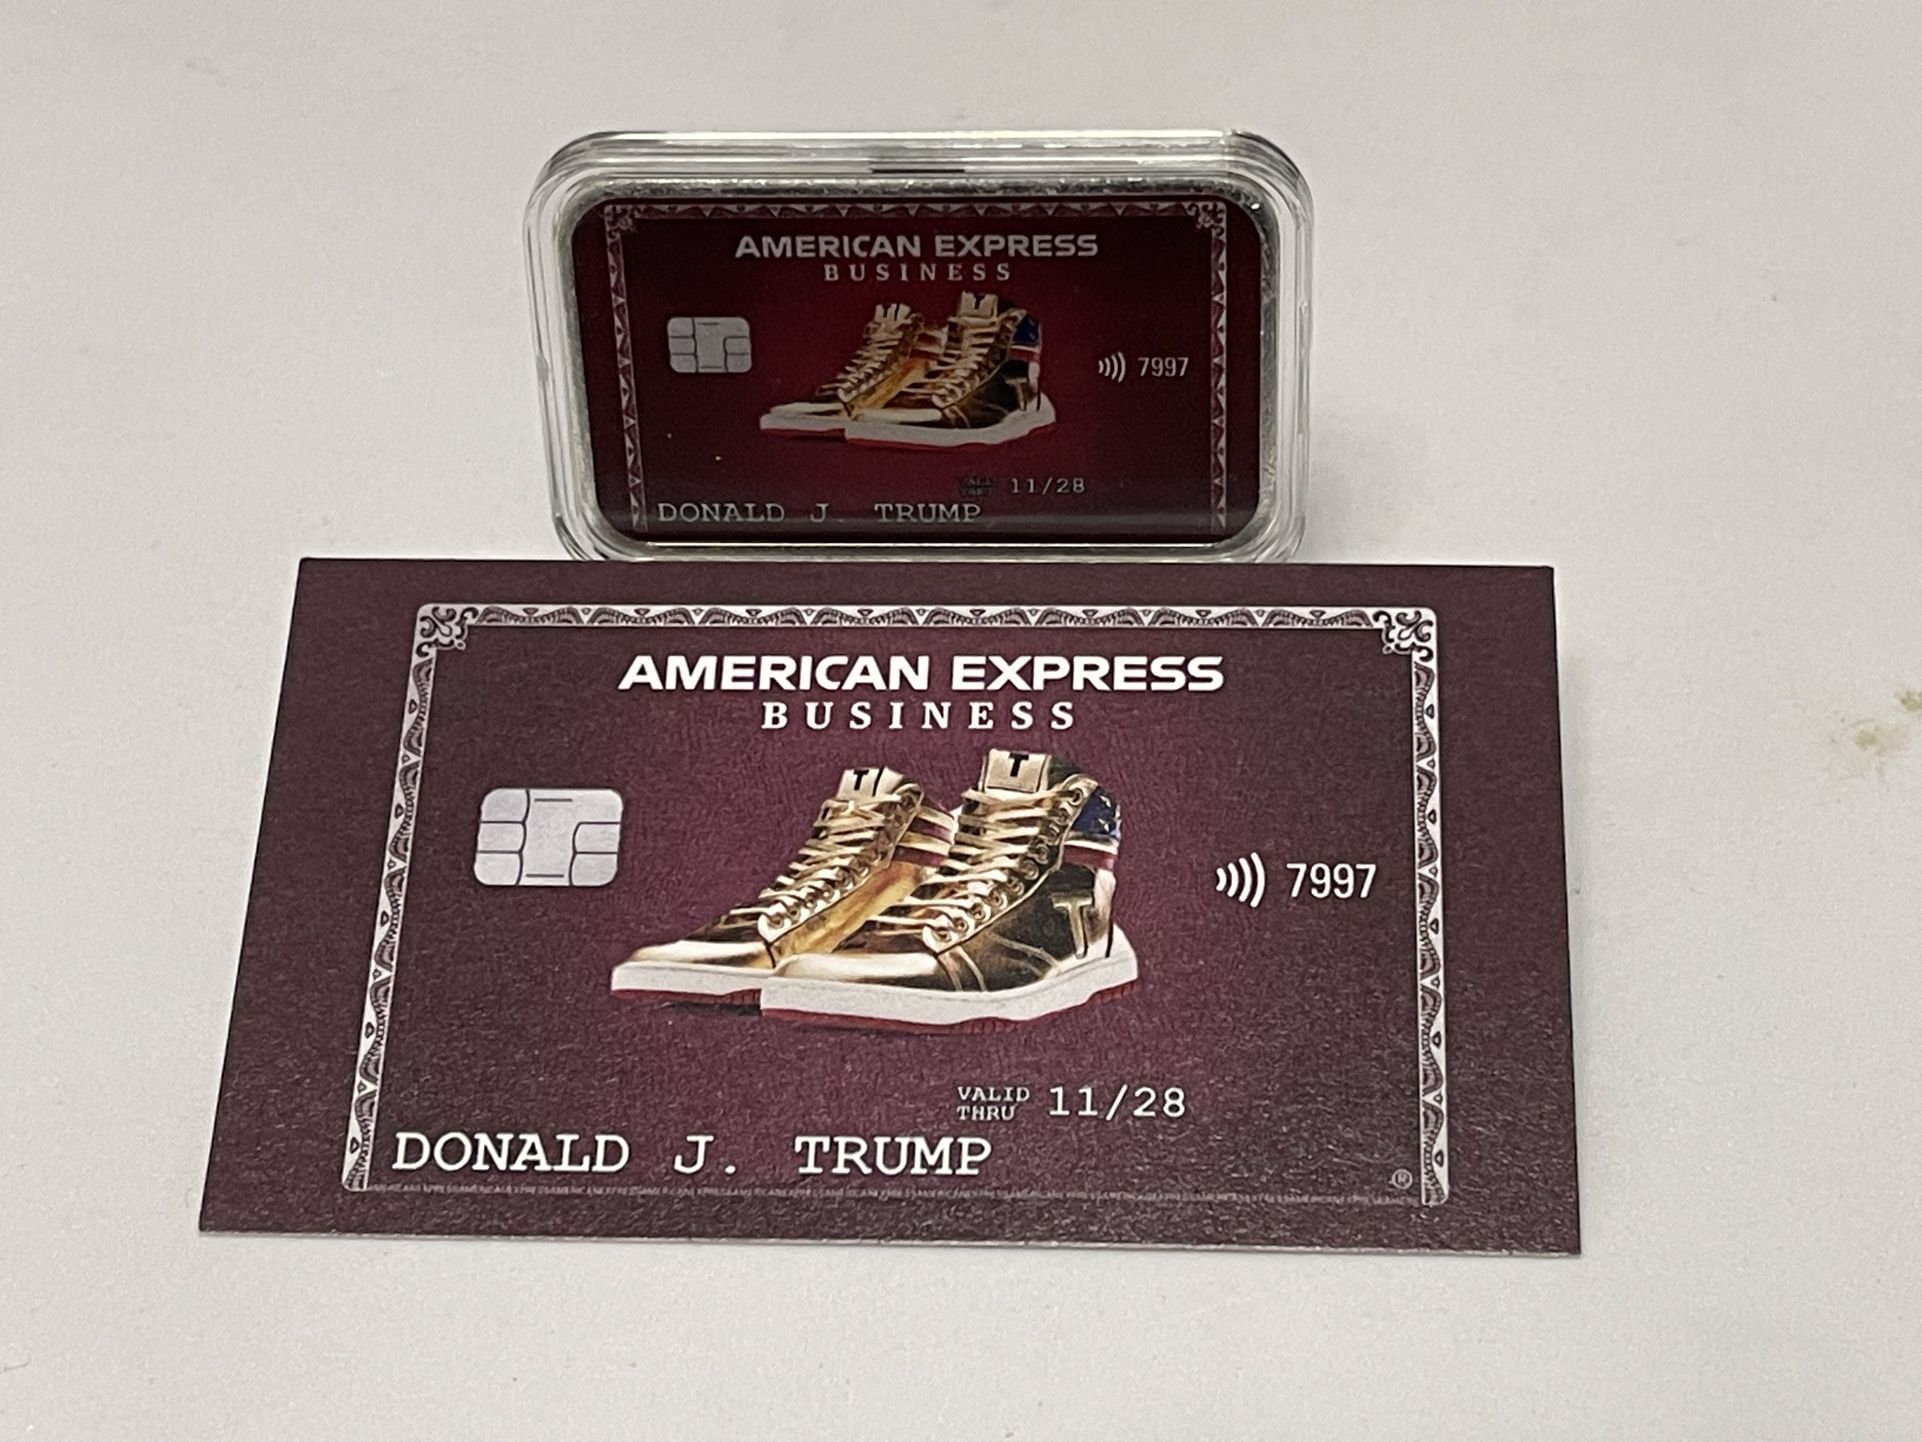 AMERICAN EXPRESS
BUSINESS
7997
11/28
DONALD J. TRUMP
AMERICAN EXPRESS
BUSINESS
T
T
T
7997
VALID
THRU
11/28
DONALD J. TRUMP
®